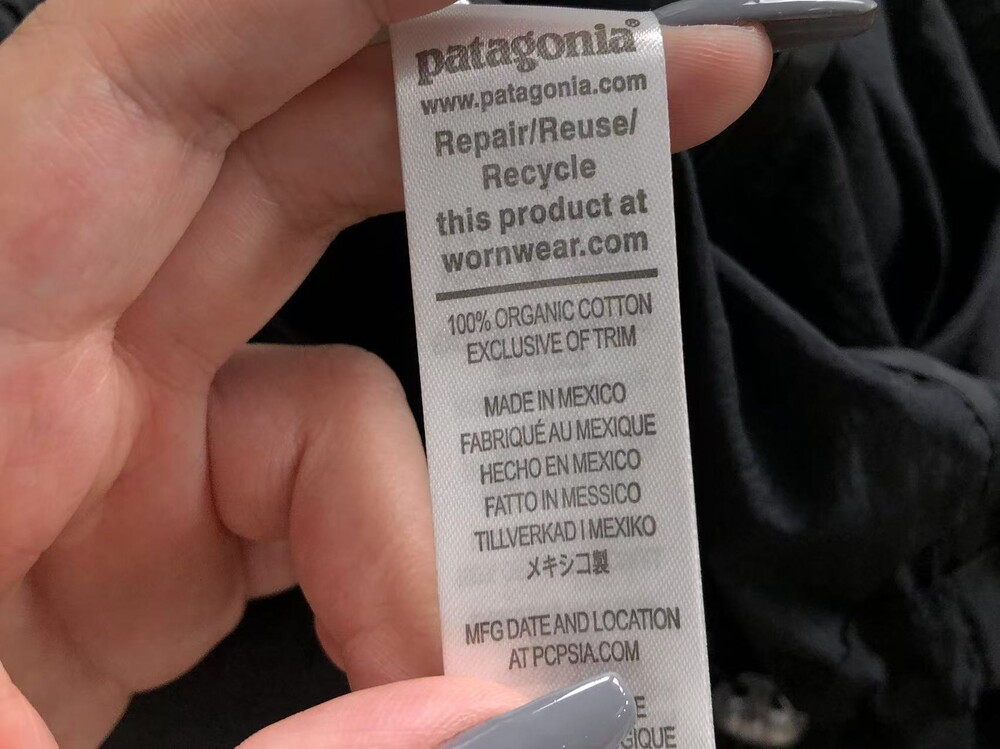 patagonia®
www.patagonia.com
Repair/Reuse/
Recycle
this product at
wornwear.com
100% ORGANIC COTTON
EXCLUSIVE OF TRIM
MADE IN MEXICO
FABRIQUÉ AU MEXIQUE
HECHO EN MEXICO
FATTO IN MESSICO
TILLVERKAD I MEXIKO
メキシコ製
MFG DATE AND LOCATION
AT PCPSIA.COM